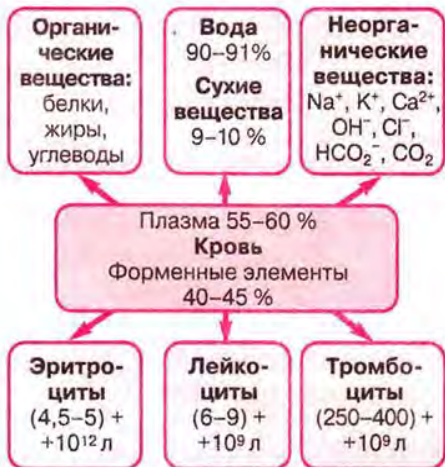 Органи-
ческие
вещества:
белки,
жиры,
углеводы
Вода
90–91%
Сухие
вещества
9–10 %
Неорга-
нические
вещества:
Na⁺, K⁺, Ca²⁺,
OH⁻, Cl⁻,
HCO₂⁻, CO₂
Плазма 55–60 %
Кровь
Форменные элементы
40–45 %
Эритро-
циты
(4,5–5) +
+10¹² л
Лейко-
циты
(6–9) +
+10⁹ л
Тромбо-
циты
(250–400) +
+10⁹ л